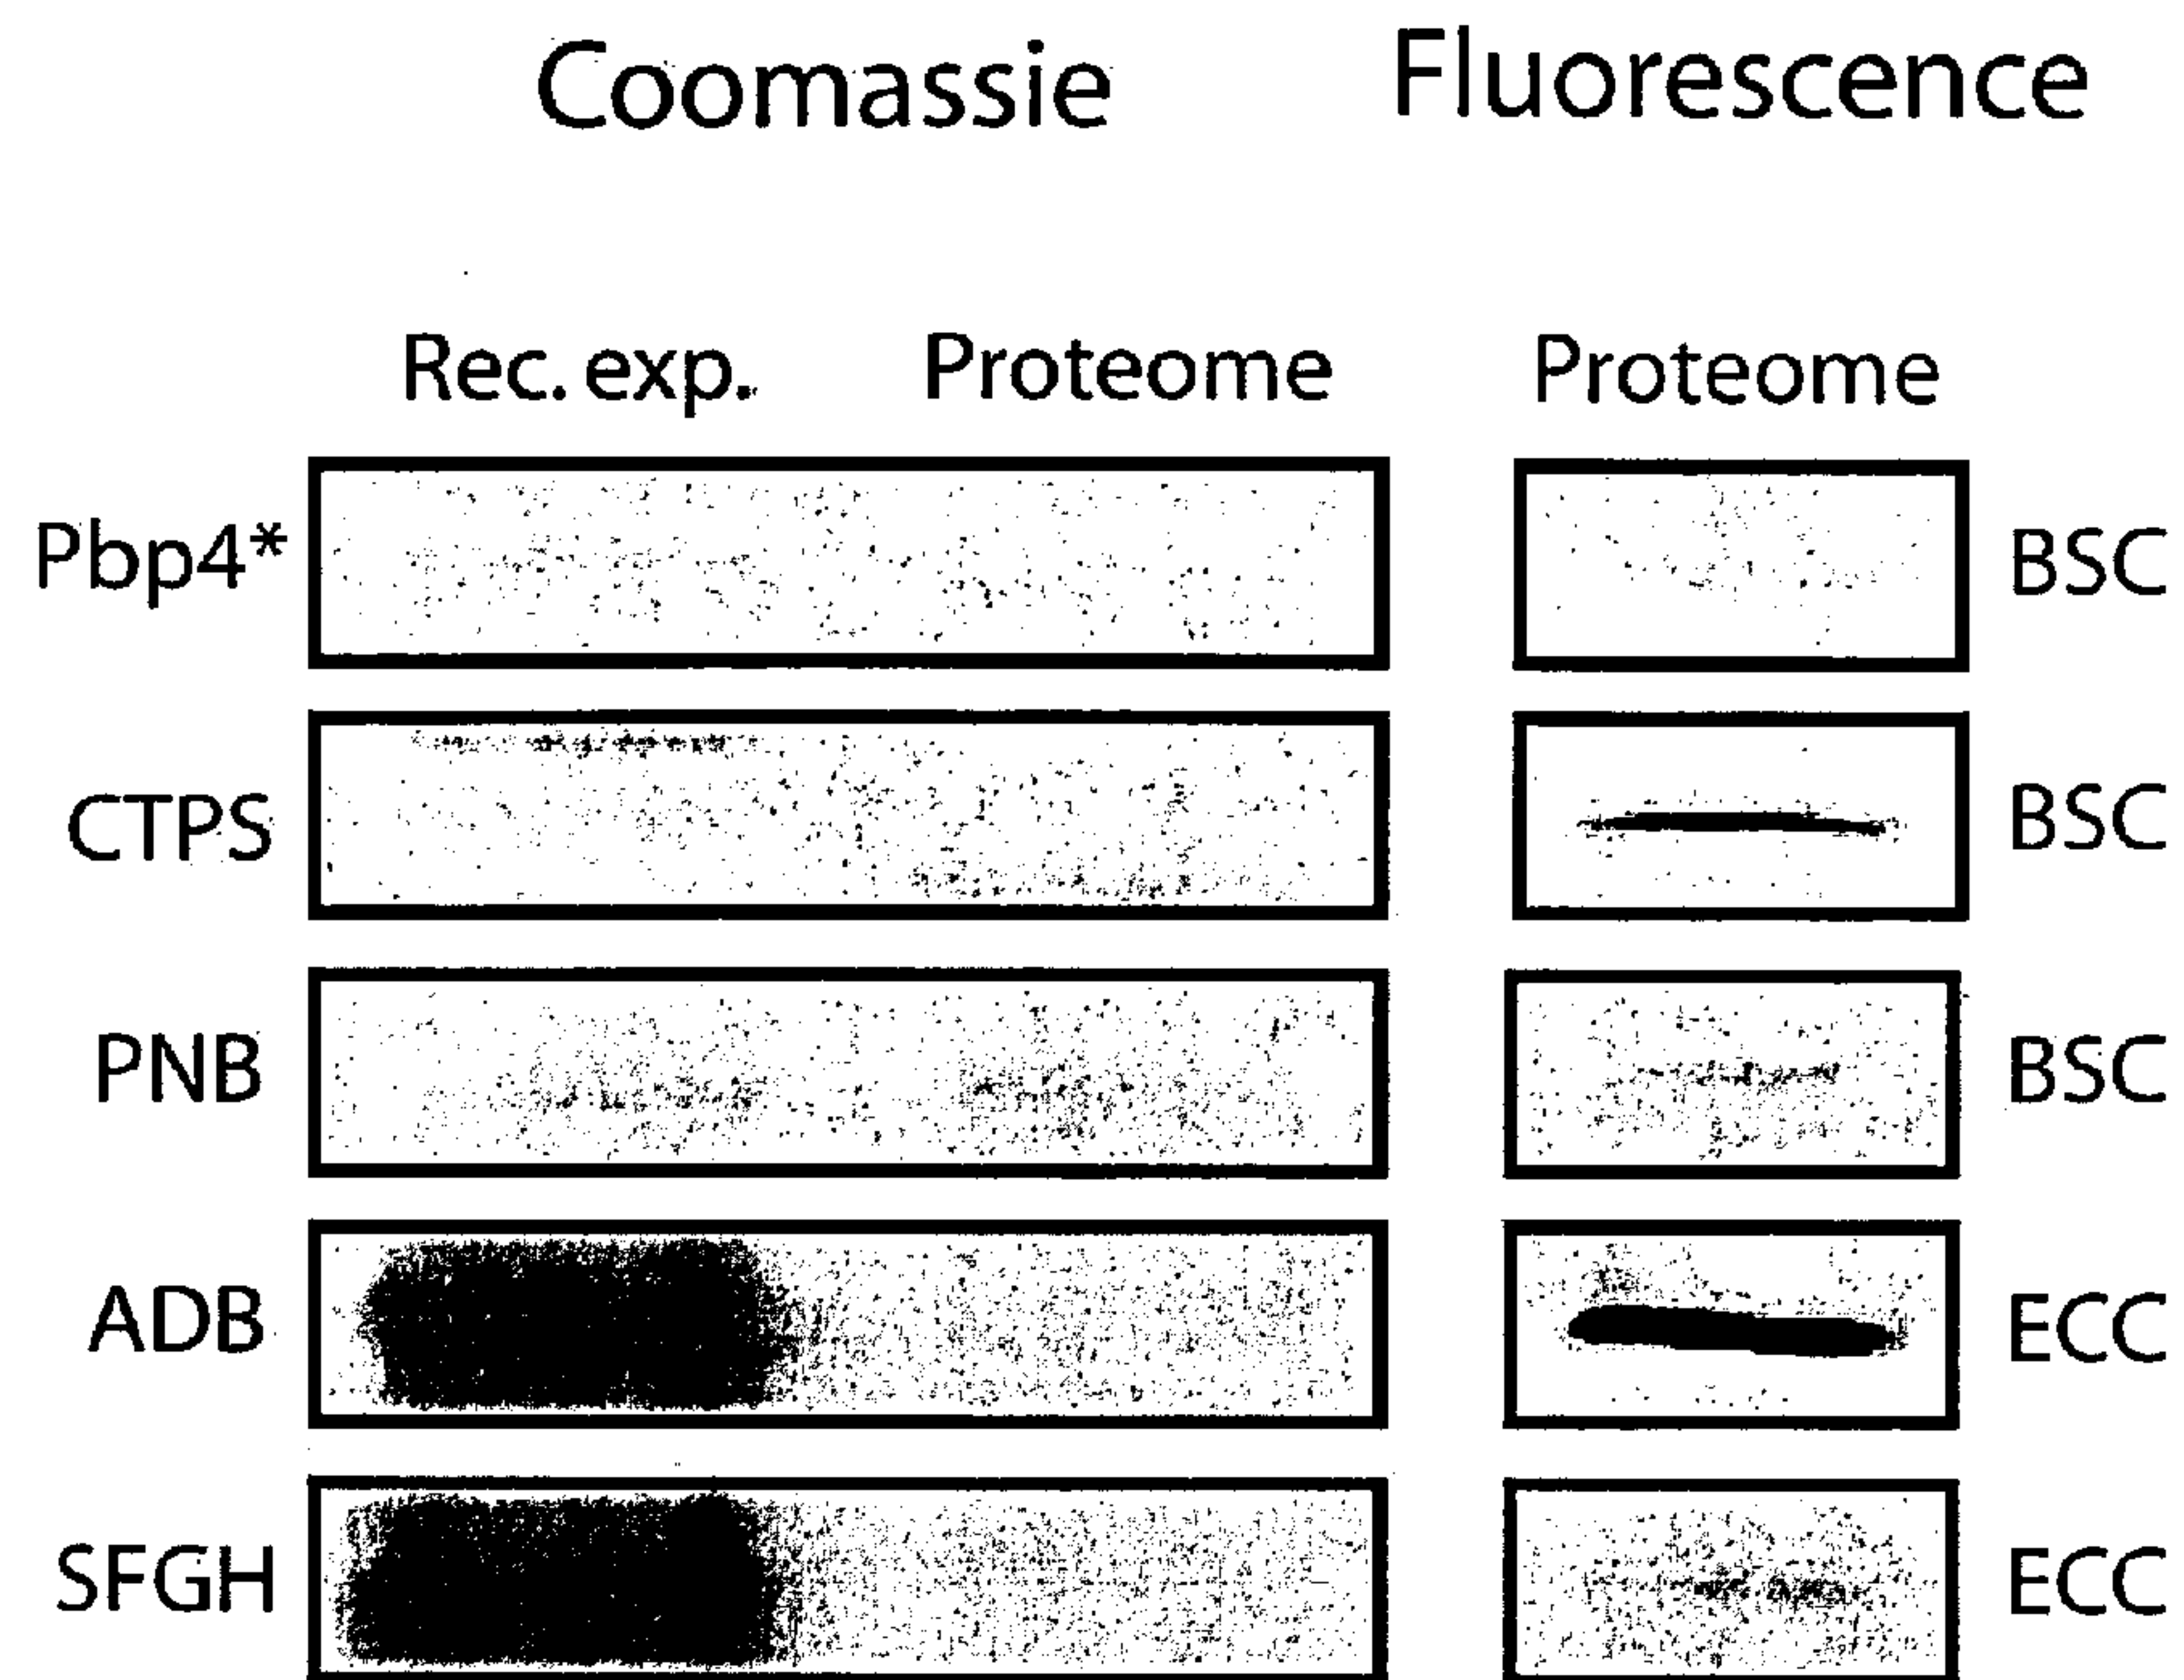 Coomassie Fluorescence
Rec. exp. Proteome Proteome
Pbp4* BSC
CTPS BSC
PNB BSC
ADB ECC
SFGH ECC